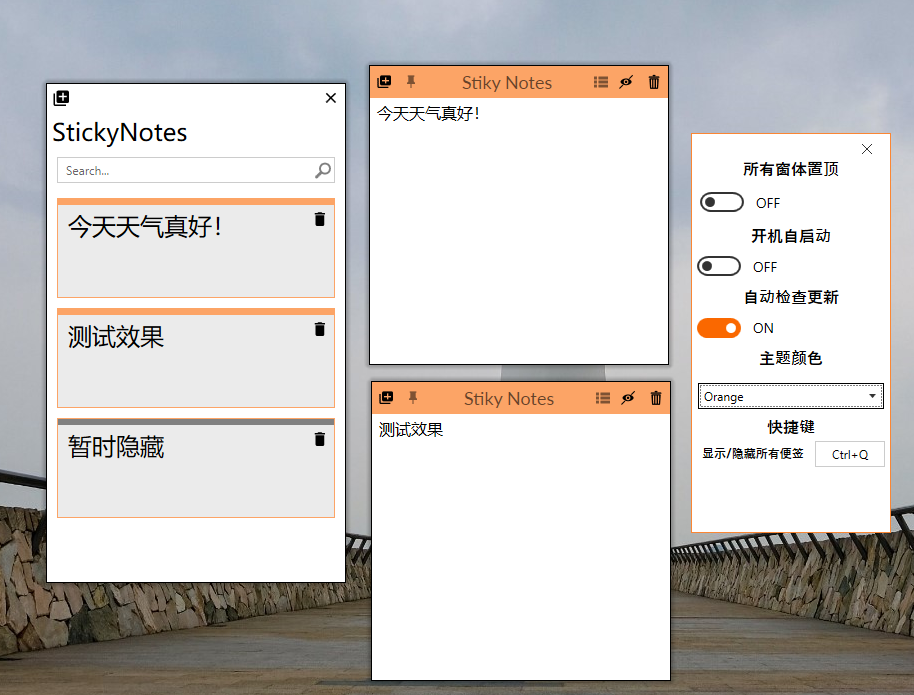 StickyNotes
Search...
今天天气真好！
测试效果
暂时隐藏
Stiky Notes
今天天气真好！
Stiky Notes
测试效果
所有窗体置顶
OFF
开机自启动
OFF
自动检查更新
ON
主题颜色
Orange
快捷键
显示/隐藏所有便签 Ctrl+Q